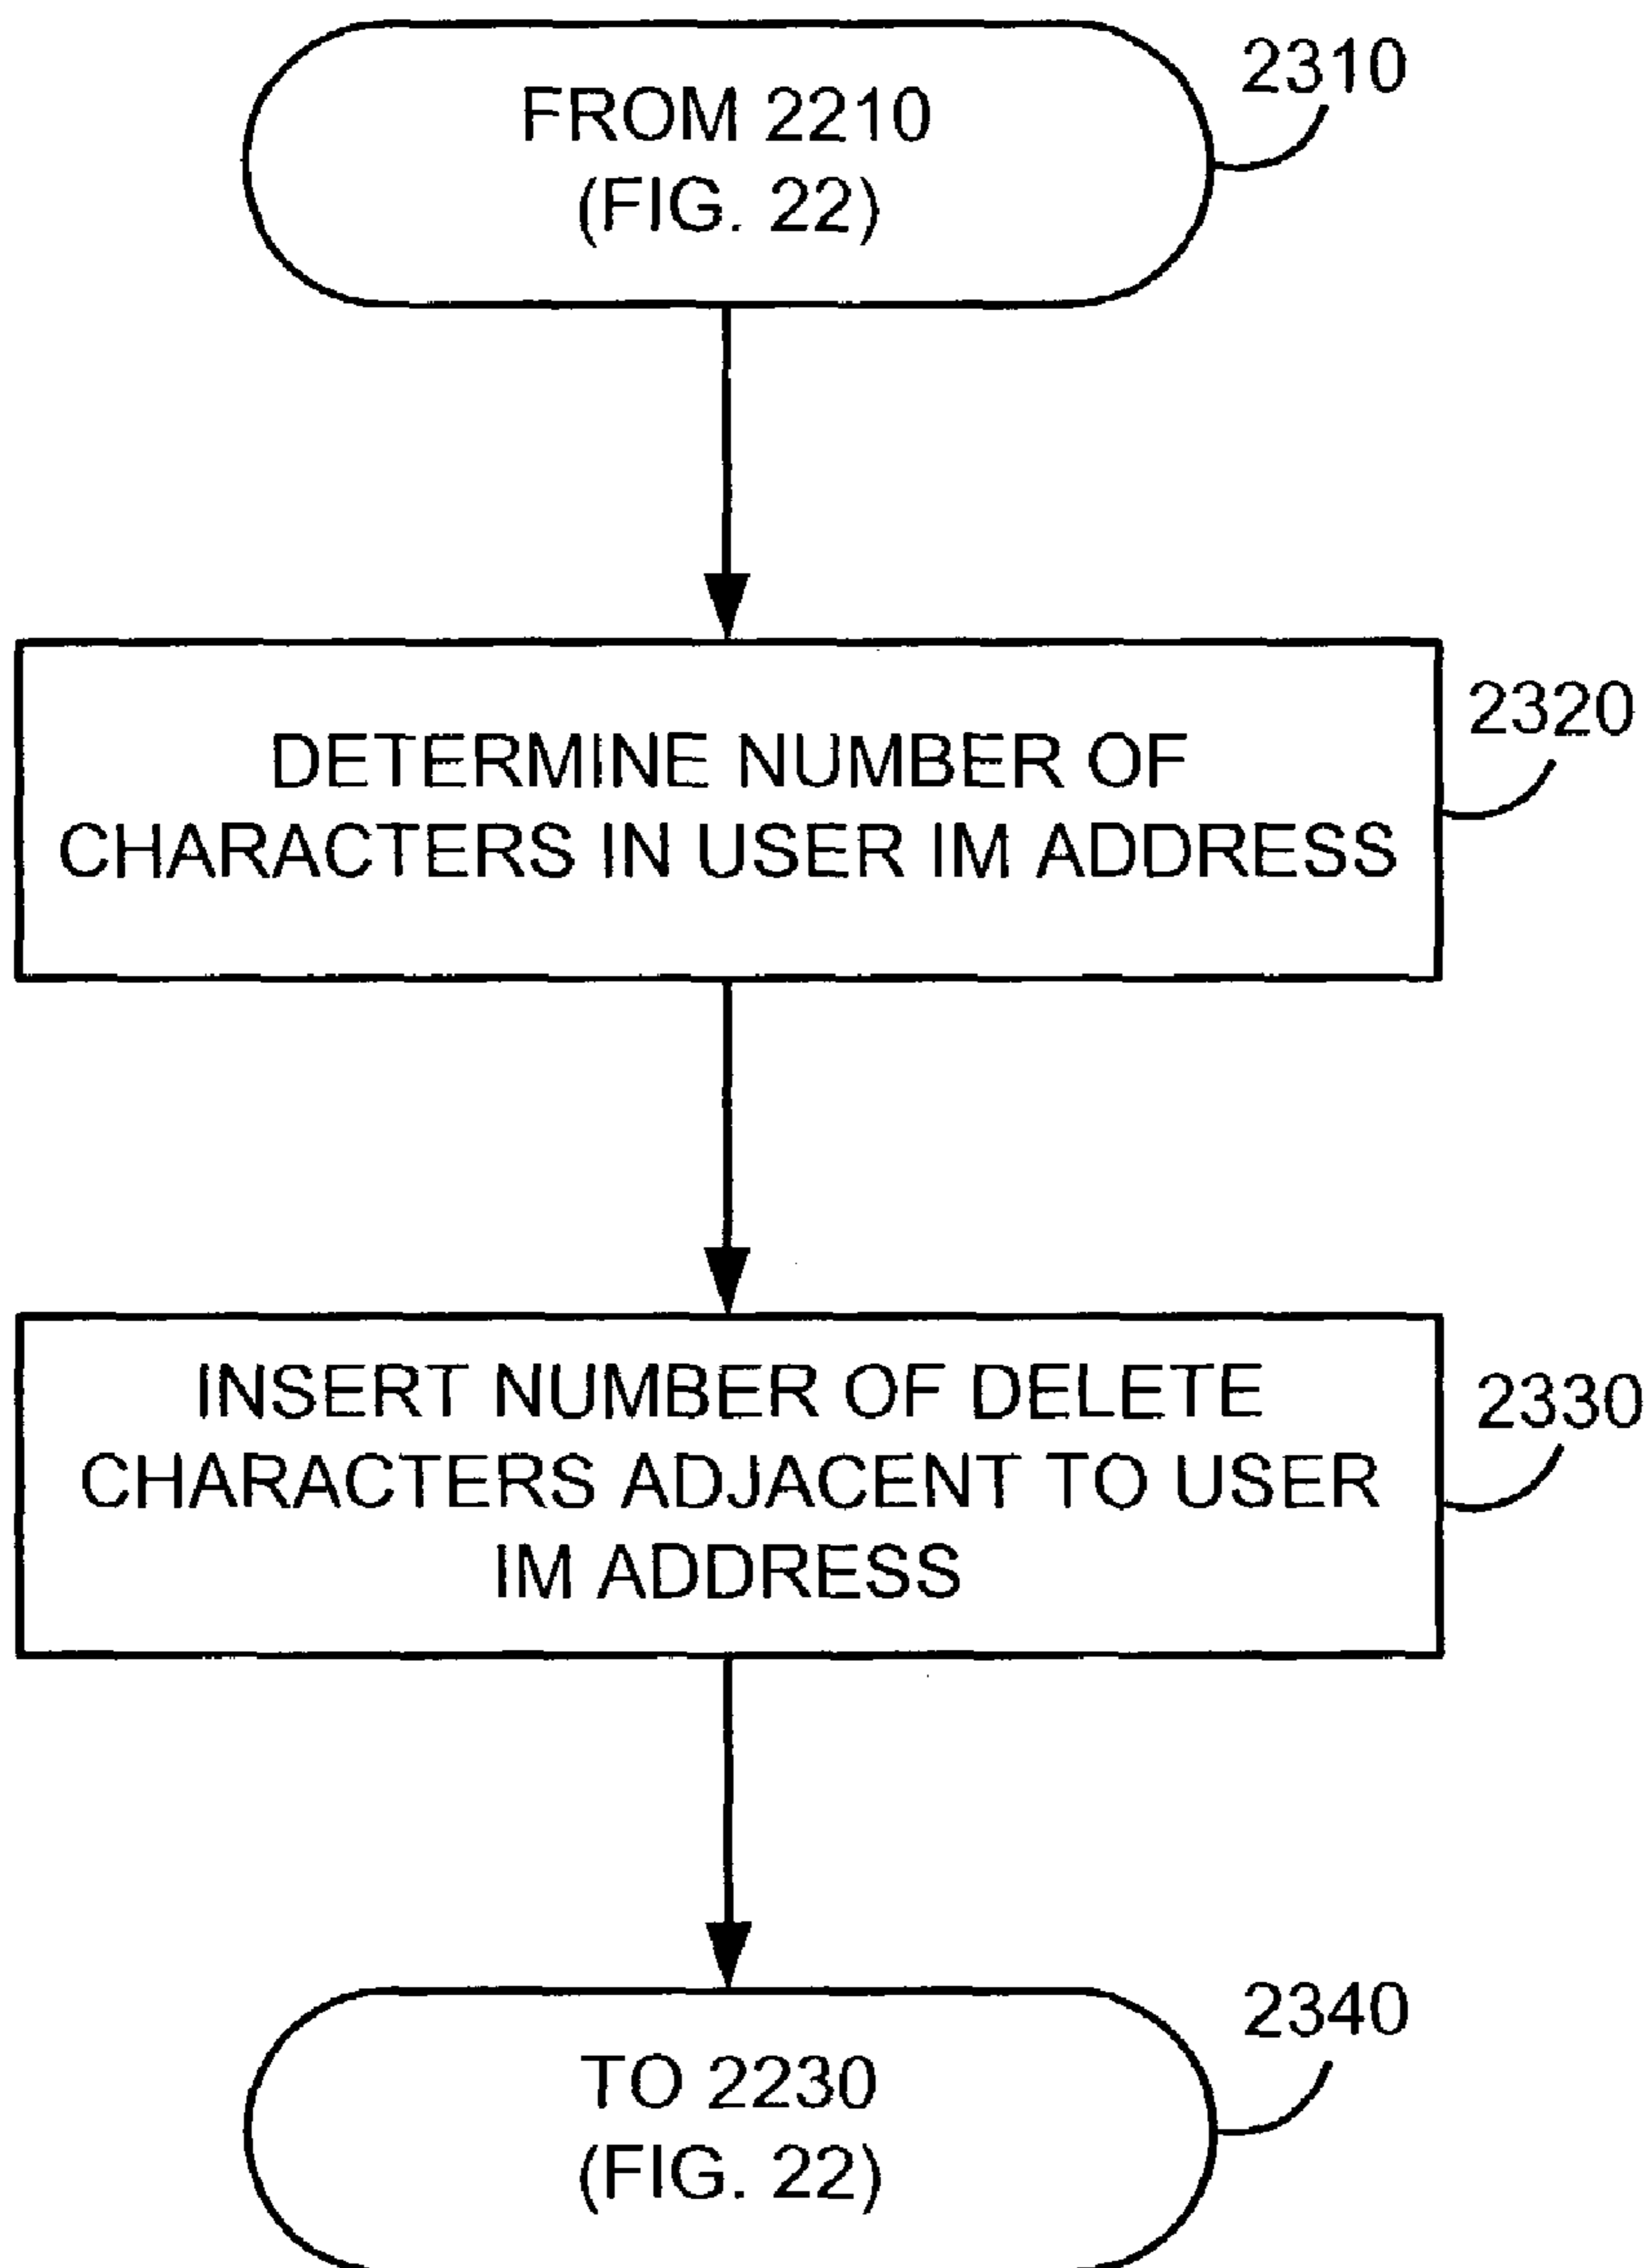 FROM 2210
(FIG. 22)
2310
DETERMINE NUMBER OF
CHARACTERS IN USER IM ADDRESS
2320
INSERT NUMBER OF DELETE
CHARACTERS ADJACENT TO USER
IM ADDRESS
2330
TO 2230
(FIG. 22)
2340